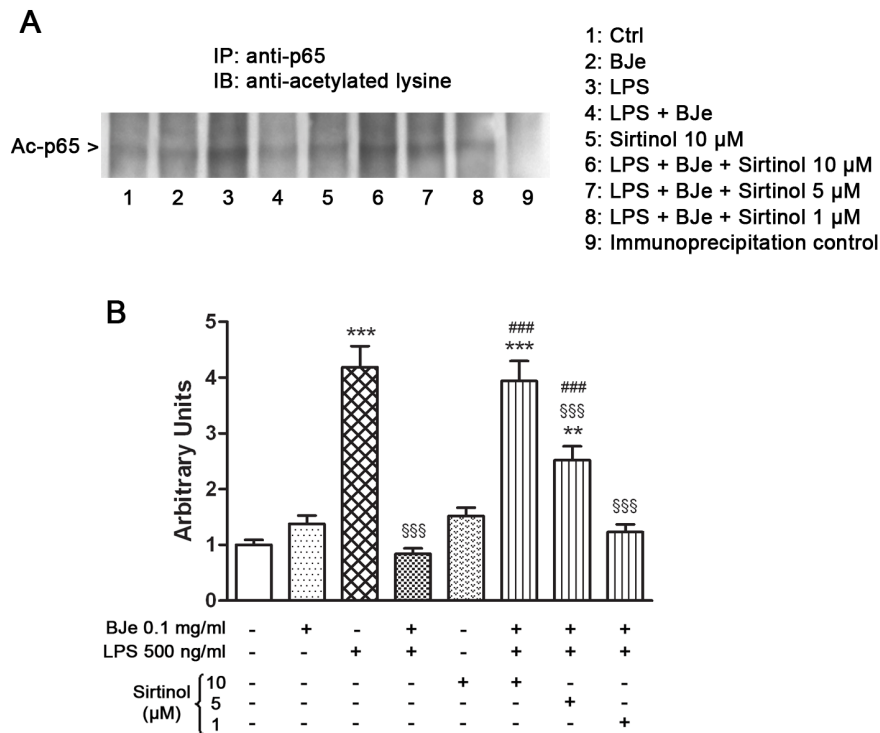 A
IP: anti-p65
IB: anti-acetylated lysine
Ac-p65 >
1 2 3 4 5 6 7 8 9
1: Ctrl
2: BJe
3: LPS
4: LPS + BJe
5: Sirtinol 10 µM
6: LPS + BJe + Sirtinol 10 µM
7: LPS + BJe + Sirtinol 5 µM
8: LPS + BJe + Sirtinol 1 µM
9: Immunoprecipitation control
B
Arbitrary Units
5
4
3
2
1
0
***
§§§
###
***
###
§§§
**
§§§
BJe 0.1 mg/ml - + - + - + + +
LPS 500 ng/ml - - + + - + + +
Sirtinol
(µM)
10 - - - - + + - -
5 - - - - - - + -
1 - - - - - - - +